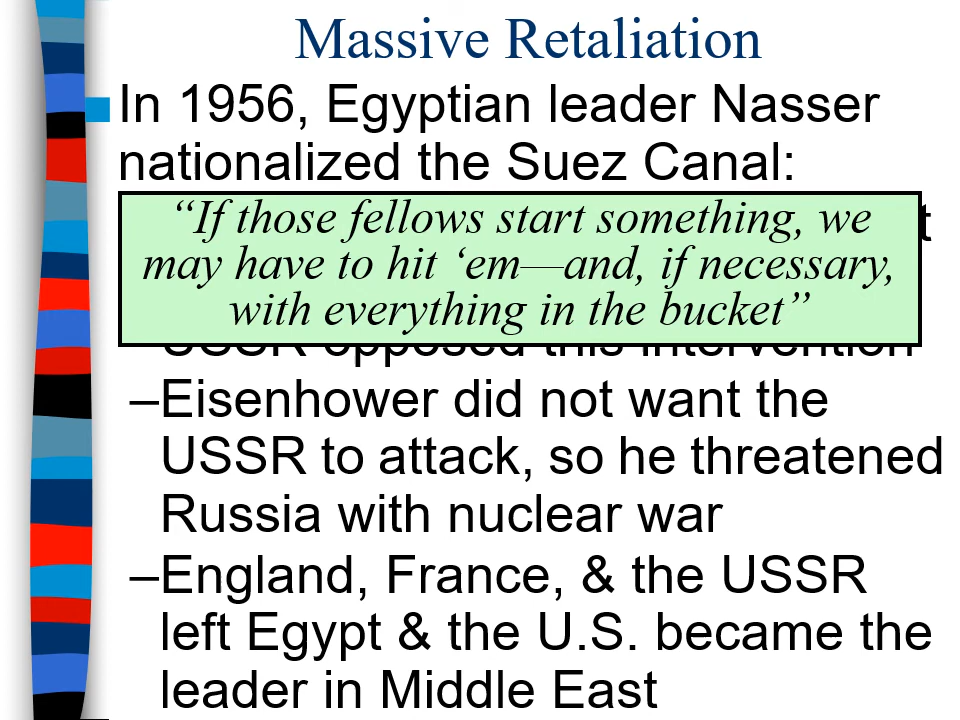 Massive Retaliation
In 1956, Egyptian leader Nasser
nationalized the Suez Canal:
“If those fellows start something, we
may have to hit ‘em—and, if necessary,
with everything in the bucket”
USSR opposed this intervention
–Eisenhower did not want the
USSR to attack, so he threatened
Russia with nuclear war
–England, France, & the USSR
left Egypt & the U.S. became the
leader in Middle East